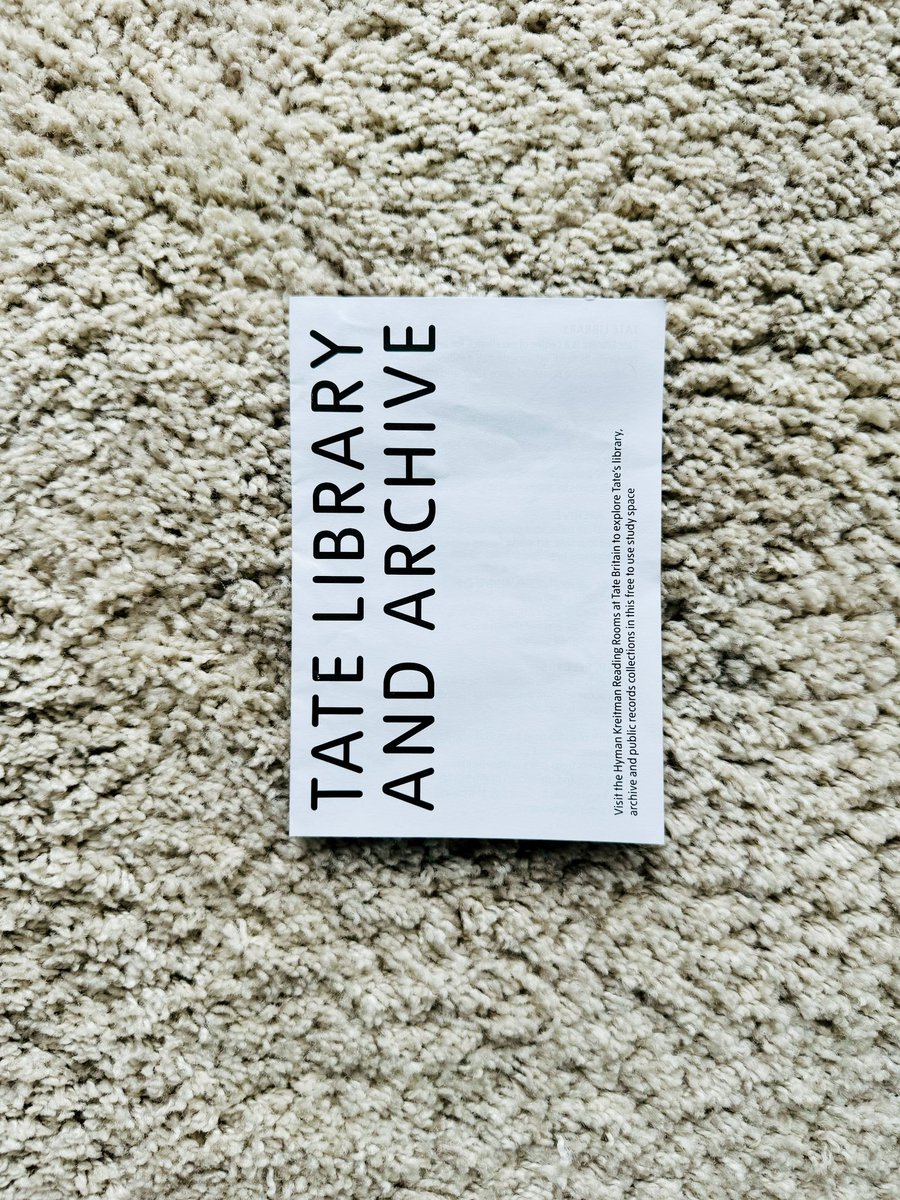 TATE LIBRARY
AND ARCHIVE
Visit the Hyman Kreitman Reading Rooms at Tate Britain to explore Tate's library,
archive and public records collections in this free to use study space